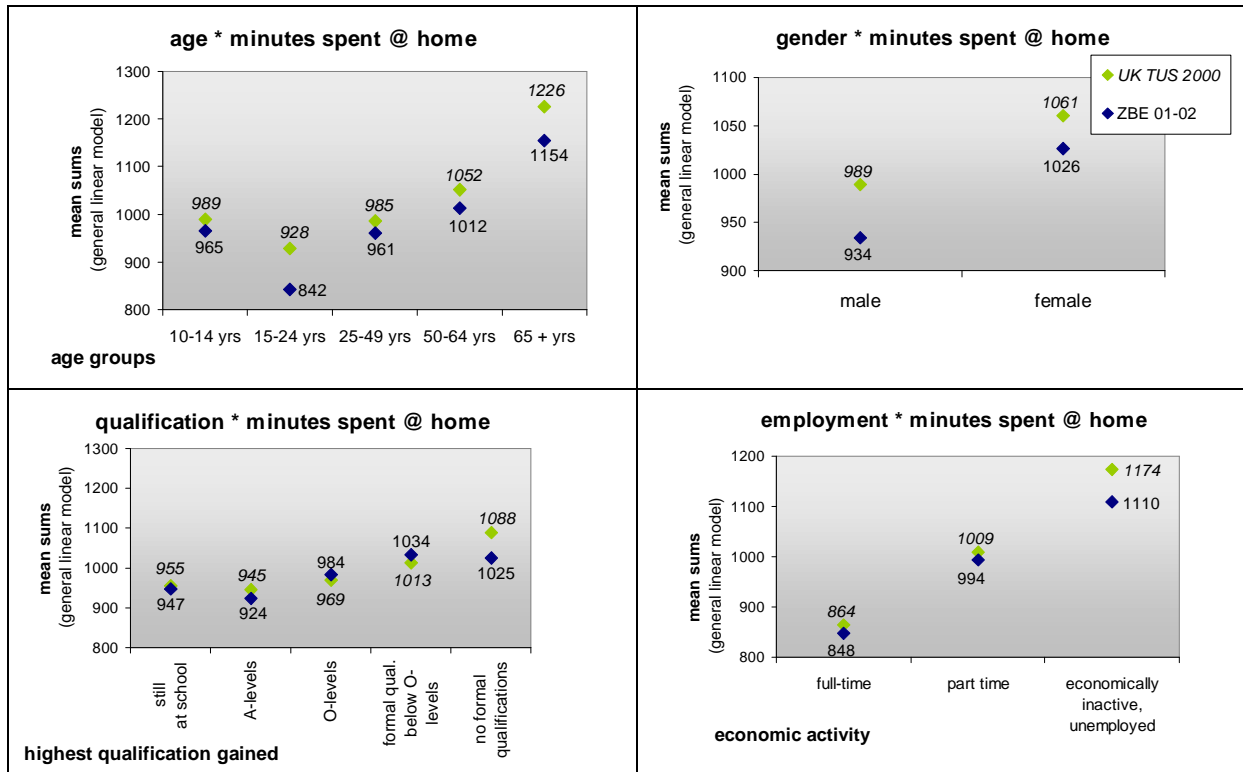 age * minutes spent @ home
mean sums
(general linear model)
1300
1200
1100
1000
900
800
989
965
928
842
985
961
1052
1012
1226
1154
10-14 yrs 15-24 yrs 25-49 yrs 50-64 yrs 65 + yrs
age groups
gender * minutes spent @ home
UK TUS 2000
ZBE 01-02
mean sums
(general linear model)
1100
1050
1000
950
900
989
934
1061
1026
male female
qualification * minutes spent @ home
mean sums
(general linear model)
1300
1200
1100
1000
900
800
955
947
945
924
984
969
1034
1013
1088
1025
still
at school
A-levels
O-levels
formal qual.
below O-
levels
no formal
qualifications
highest qualification gained
employment * minutes spent @ home
mean sums
(general linear model)
1200
1100
1000
900
800
864
848
1009
994
1174
1110
full-time part time economically
inactive,
unemployed
economic activity